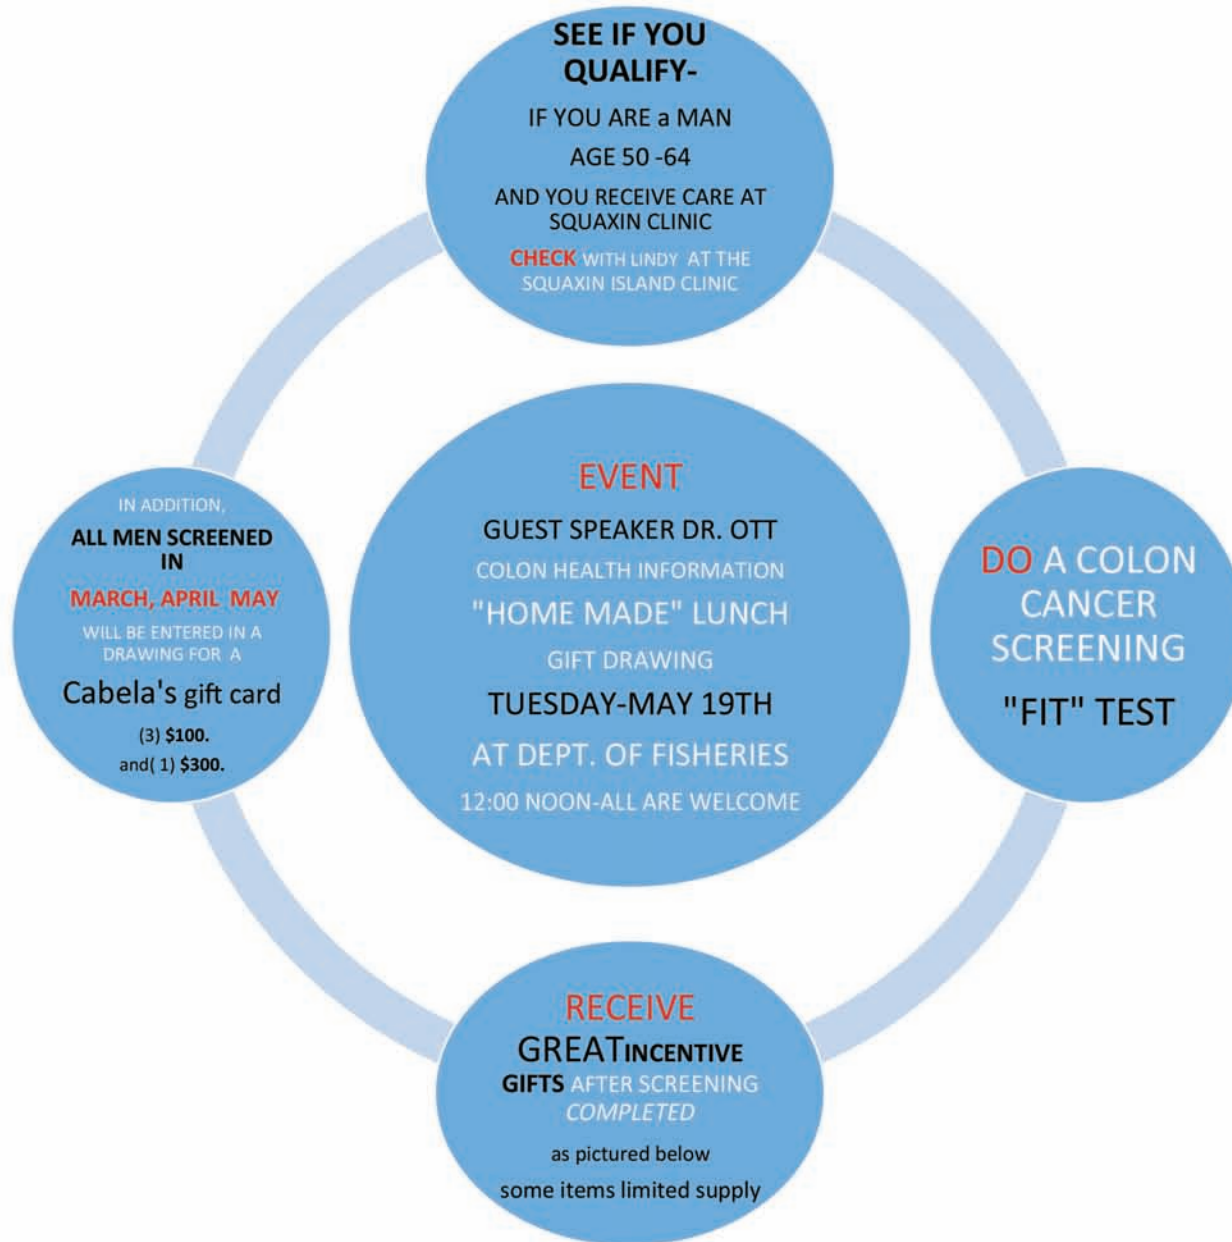 SEE IF YOU
QUALIFY-
IF YOU ARE a MAN
AGE 50 -64
AND YOU RECEIVE CARE AT
SQUAXIN CLINIC
CHECK WITH LINDY AT THE
SQUAXIN ISLAND CLINIC
DO A COLON
CANCER
SCREENING
"FIT" TEST
RECEIVE
GREATINCENTIVE
GIFTS AFTER SCREENING
COMPLETED
as pictured below
some items limited supply
IN ADDITION,
ALL MEN SCREENED
IN
MARCH, APRIL MAY
WILL BE ENTERED IN A
DRAWING FOR A
Cabela's gift card
(3) $100.
and( 1) $300.
EVENT
GUEST SPEAKER DR. OTT
COLON HEALTH INFORMATION
"HOME MADE" LUNCH
GIFT DRAWING
TUESDAY-MAY 19TH
AT DEPT. OF FISHERIES
12:00 NOON-ALL ARE WELCOME